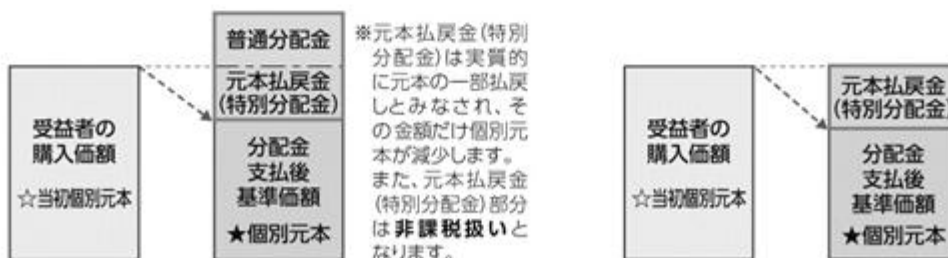 普通分配金
元本払戻金
(特別分配金)
受益者の
購入価額
☆当初個別元本
分配金
支払後
基準価額
★個別元本
※元本払戻金(特別
分配金)は実質的
に元本の一部払戻
しとみなされ、そ
の金額だけ個別元
本が減少します。
また、元本払戻金
(特別分配金)部分
は非課税扱いと
なります。
受益者の
購入価額
☆当初個別元本
元本払戻金
(特別分配金
分配金
支払後
基準価額
★個別元本